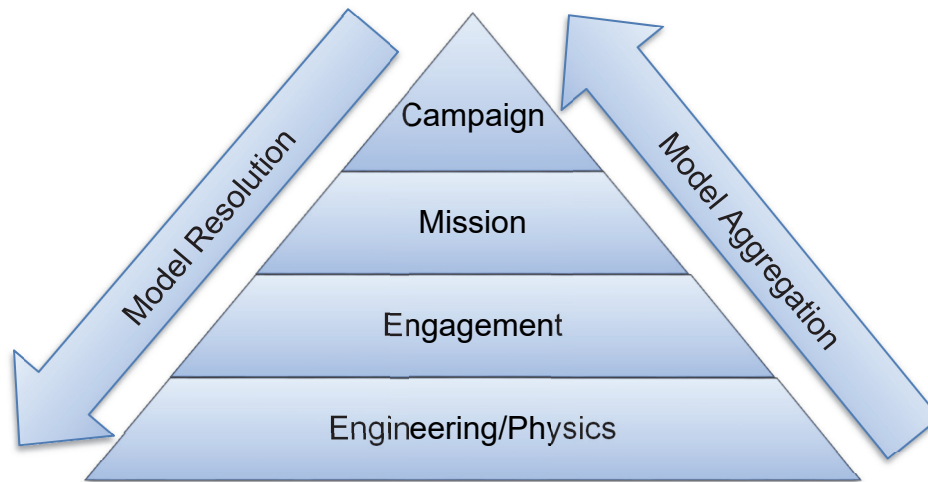 Campaign
Mission
Engagement
Engineering/Physics
Model Resolution
Model Aggregation